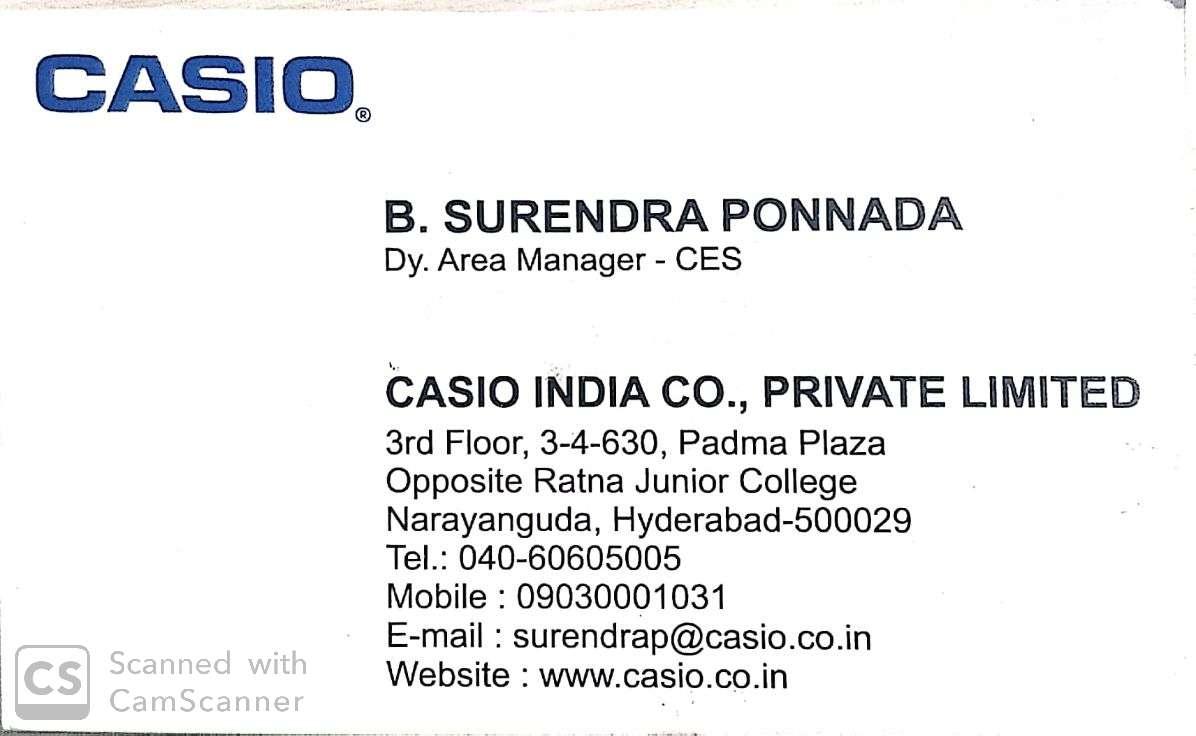 CASIO®
B. SURENDRA PONNADA
Dy. Area Manager - CES
CASIO INDIA CO., PRIVATE LIMITED
3rd Floor, 3-4-630, Padma Plaza
Opposite Ratna Junior College
Narayanguda, Hyderabad-500029
Tel.: 040-60605005
Mobile : 09030001031
E-mail : surendrap@casio.co.in
Website : www.casio.co.in
CS Scanned with
CamScanner